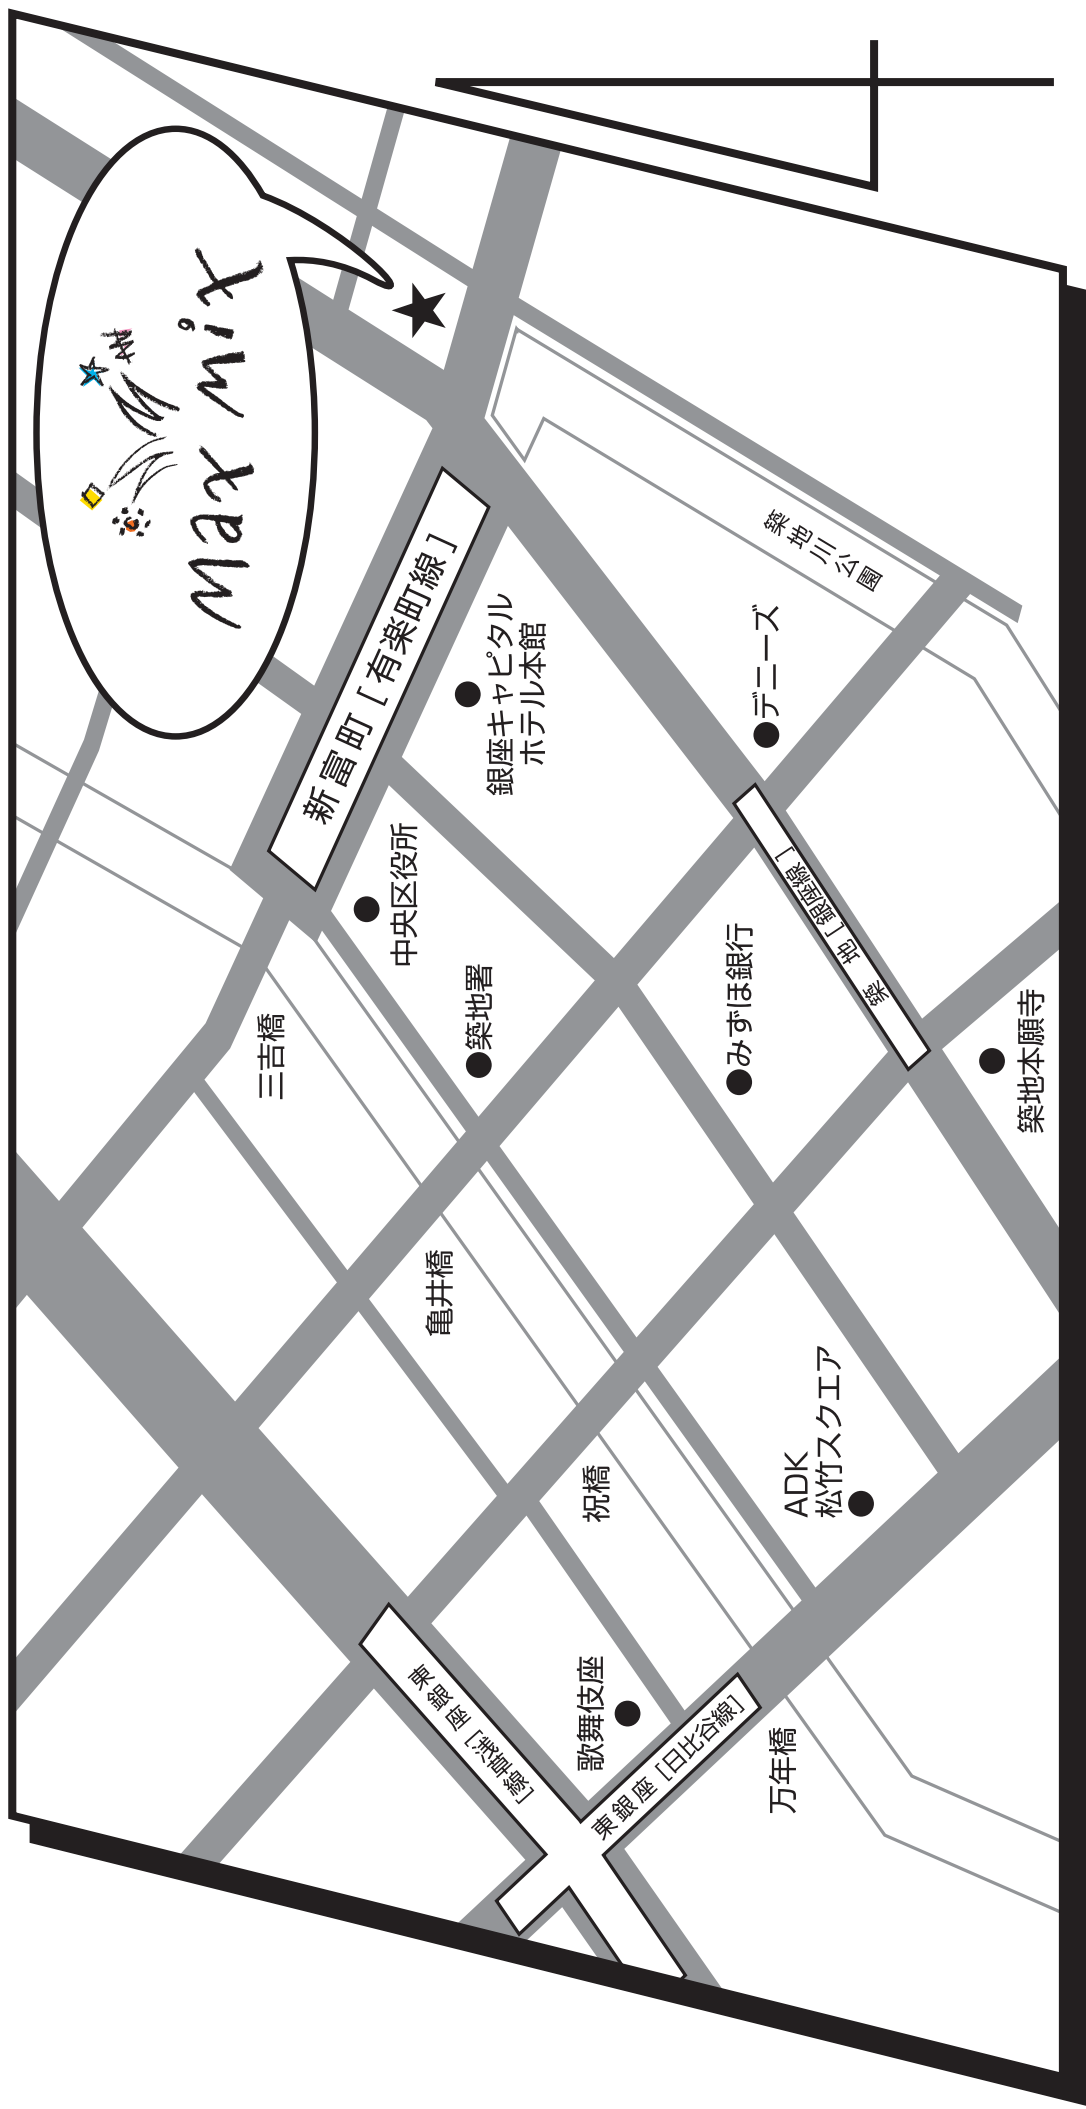 max mix
新富町［有楽町線］
銀座キャピタル
ホテル本館
築地川公園
デニーズ
中央区役所
築地署
三吉橋
みずほ銀行
築　地［銀座線］
築地本願寺
亀井橋
ADK
松竹スクエア
祝橋
東銀座［浅草線］
歌舞伎座
東銀座［日比谷線］
万年橋